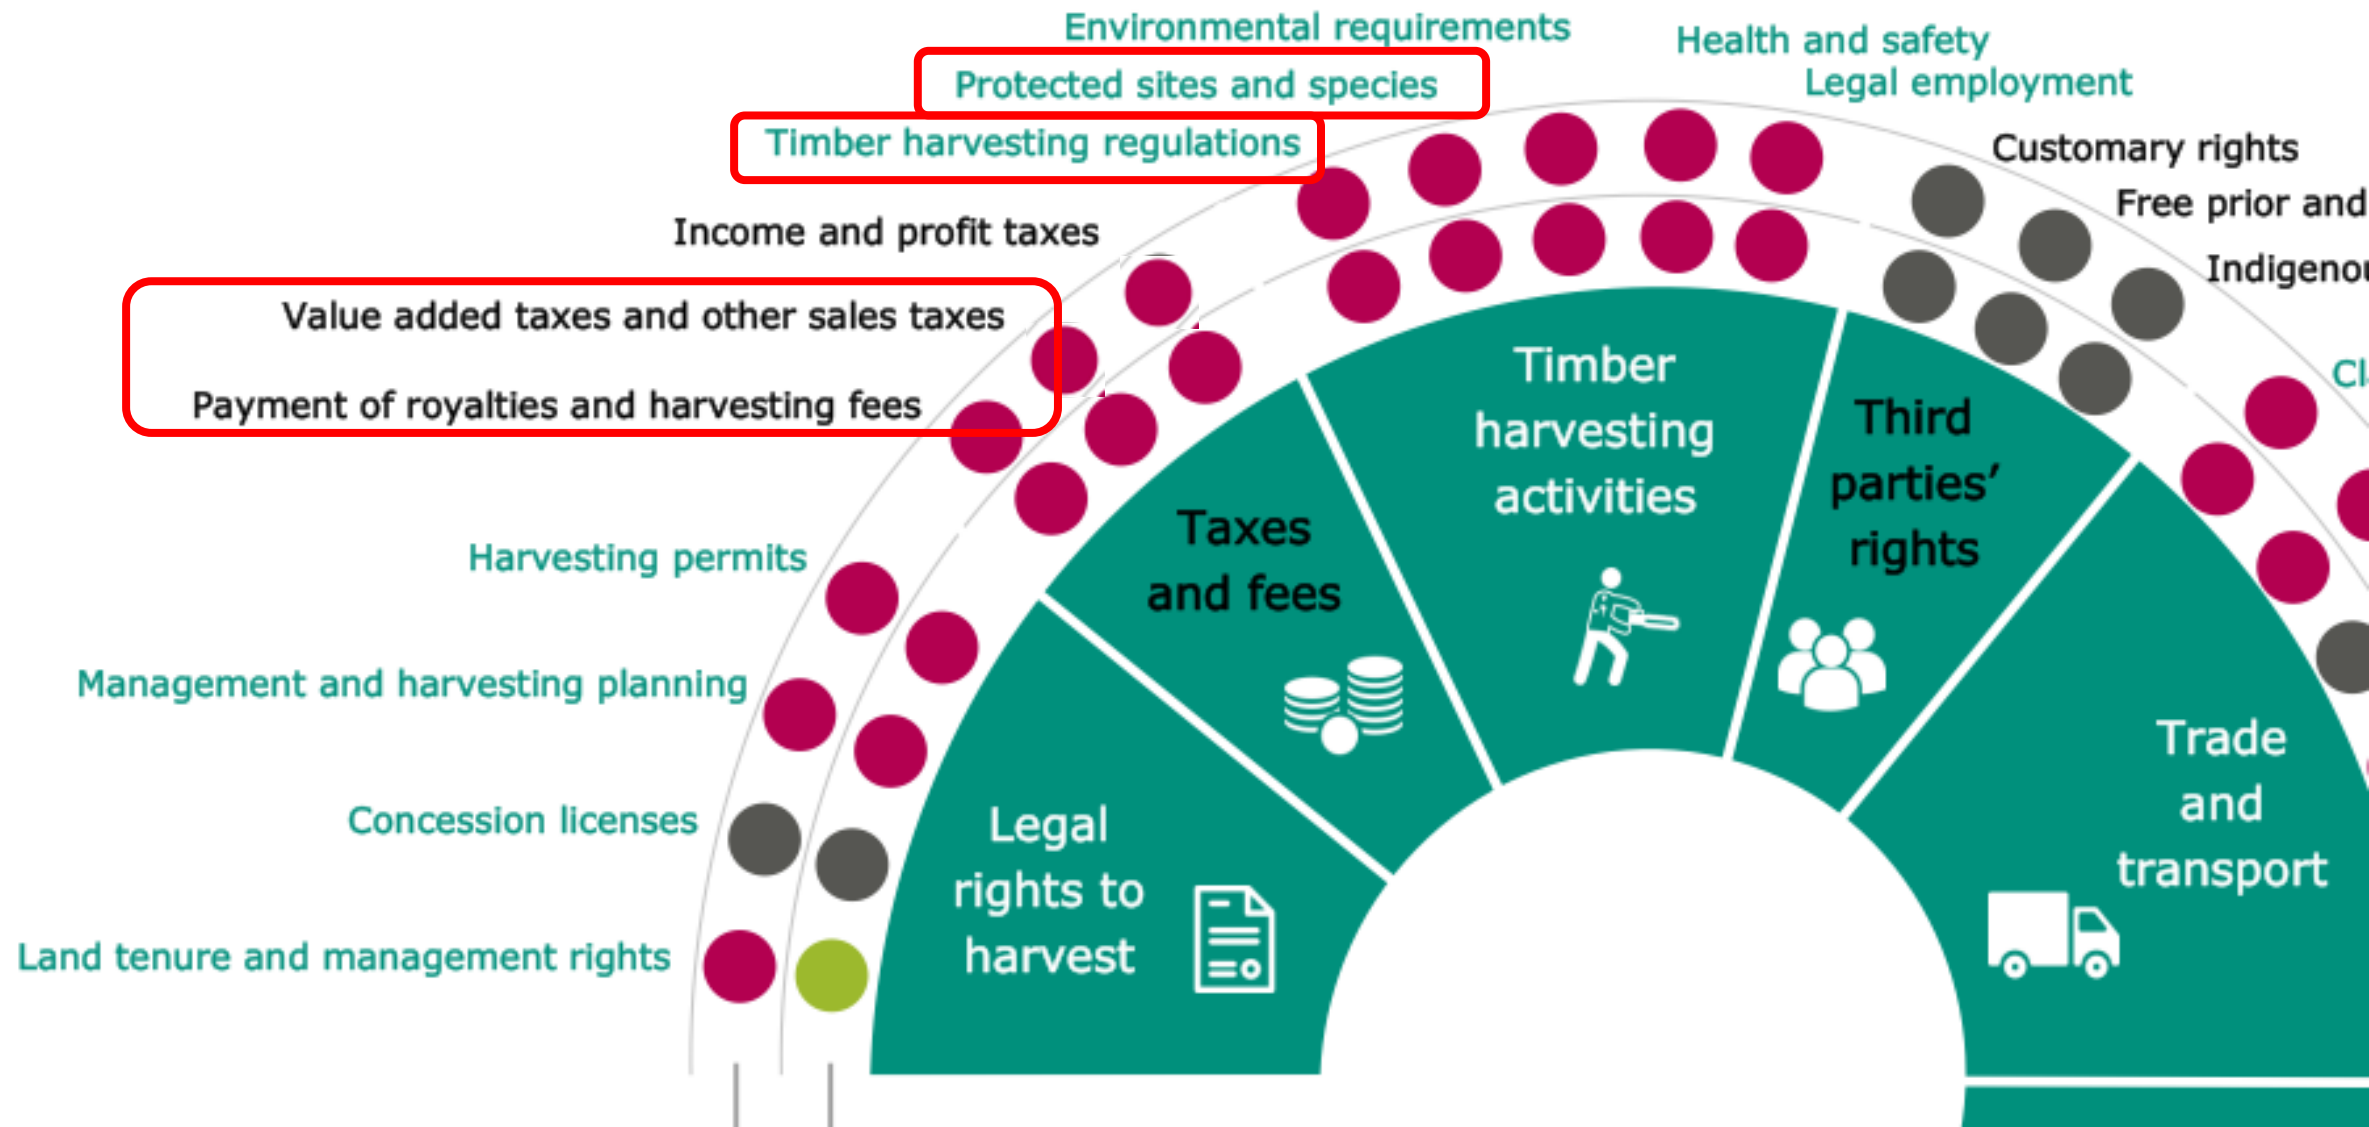 Environmental requirements
Health and safety
Protected sites and species
Legal employment
Timber harvesting regulations
Customary rights
Free prior and
Income and profit taxes
Value added taxes and other sales taxes
Payment of royalties and harvesting fees
Harvesting permits
Management and harvesting planning
Concession licenses
Land tenure and management rights
Legal
rights to
harvest
Taxes
and fees
Timber
harvesting
activities
Third
parties’
rights
Trade
and
transport